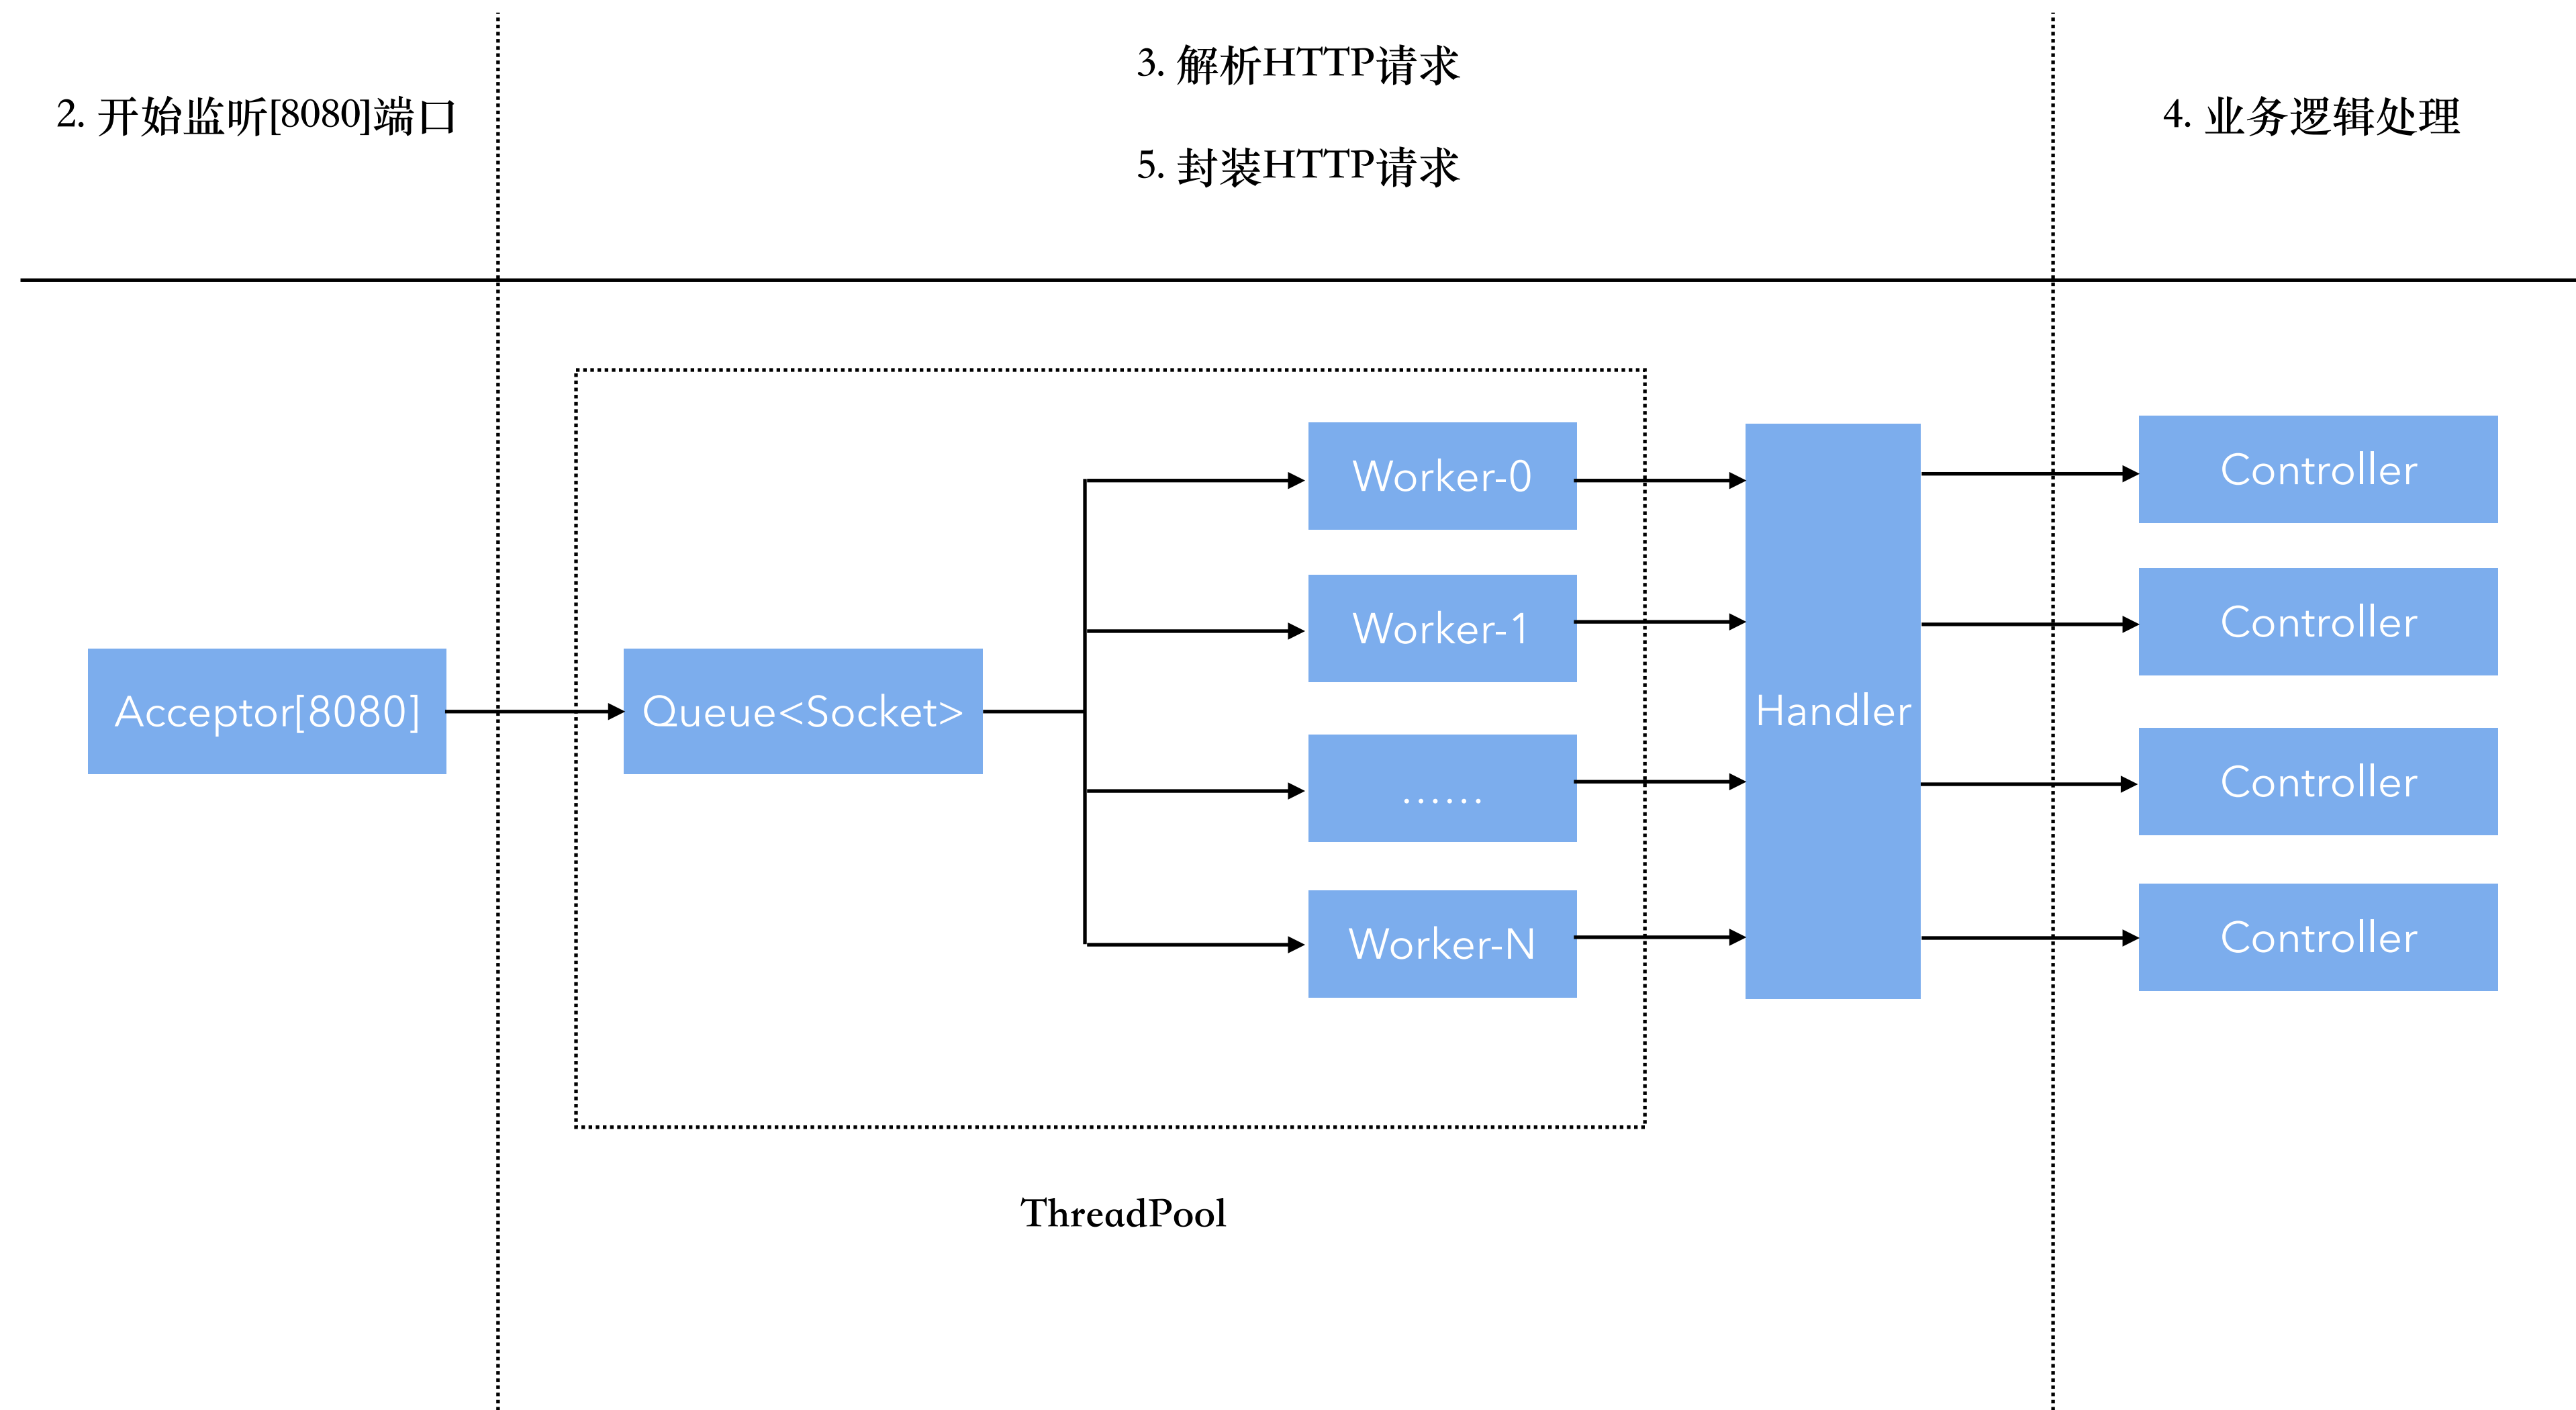 2. 开始监听[8080]端口
3. 解析HTTP请求
5. 封装HTTP请求
4. 业务逻辑处理
Acceptor[8080]
Queue<Socket>
Worker-0
Worker-1
......
Worker-N
Handler
Controller
Controller
Controller
Controller
ThreadPool